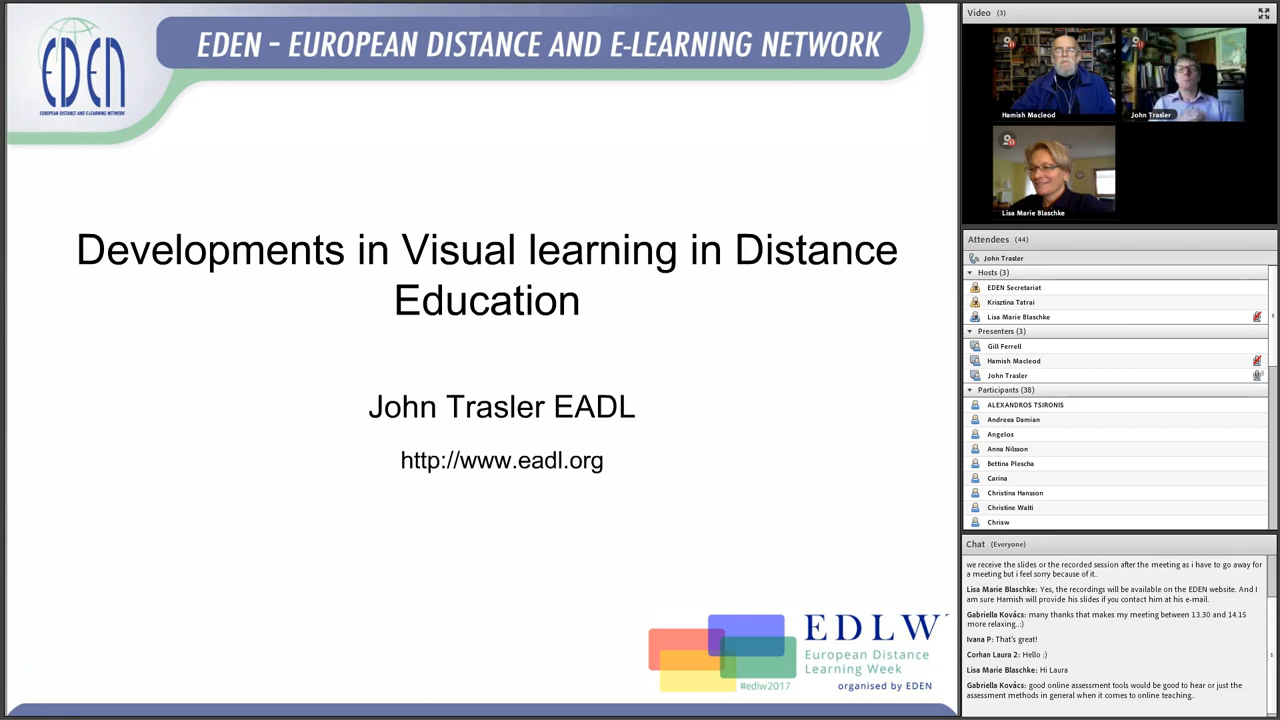 EDEN
EUROPEAN DISTANCE AND E-LEARNING NETWORK
EDEN – EUROPEAN DISTANCE AND E-LEARNING NETWORK
Developments in Visual learning in Distance
Education
John Trasler EADL
http://www.eadl.org
EDLW
European Distance
Learning Week
#edlw2017
organised by EDEN
Video (3)
Hamish Macleod
John Trasler
Lisa Marie Blaschke
Attendees (44)
John Trasler
Hosts (3)
EDEN Secretariat
Krisztina Tatrai
Lisa Marie Blaschke
Presenters (3)
Gill Ferrell
Hamish Macleod
John Trasler
Participants (38)
ALEXANDROS TSIRONIS
Andreea Damian
Angelos
Anna Nilsson
Bettina Plescha
Carina
Christina Hansson
Christine Walti
Chrisw
Chat (Everyone)
we receive the slides or the recorded session after the meeting as i have to go away for
a meeting but i feel sorry because of it..
Lisa Marie Blaschke: Yes, the recordings will be available on the EDEN website. And I
am sure Hamish will provide his slides if you contact him at his e-mail.
Gabriella Kovács: many thanks that makes my meeting between 13.30 and 14.15
more relaxing..:)
Ivana P: That's great!
Corhan Laura 2: Hello :)
Lisa Marie Blaschke: Hi Laura
Gabriella Kovács: good online assessment tools would be good to hear or just the
assessment methods in general when it comes to online teaching..